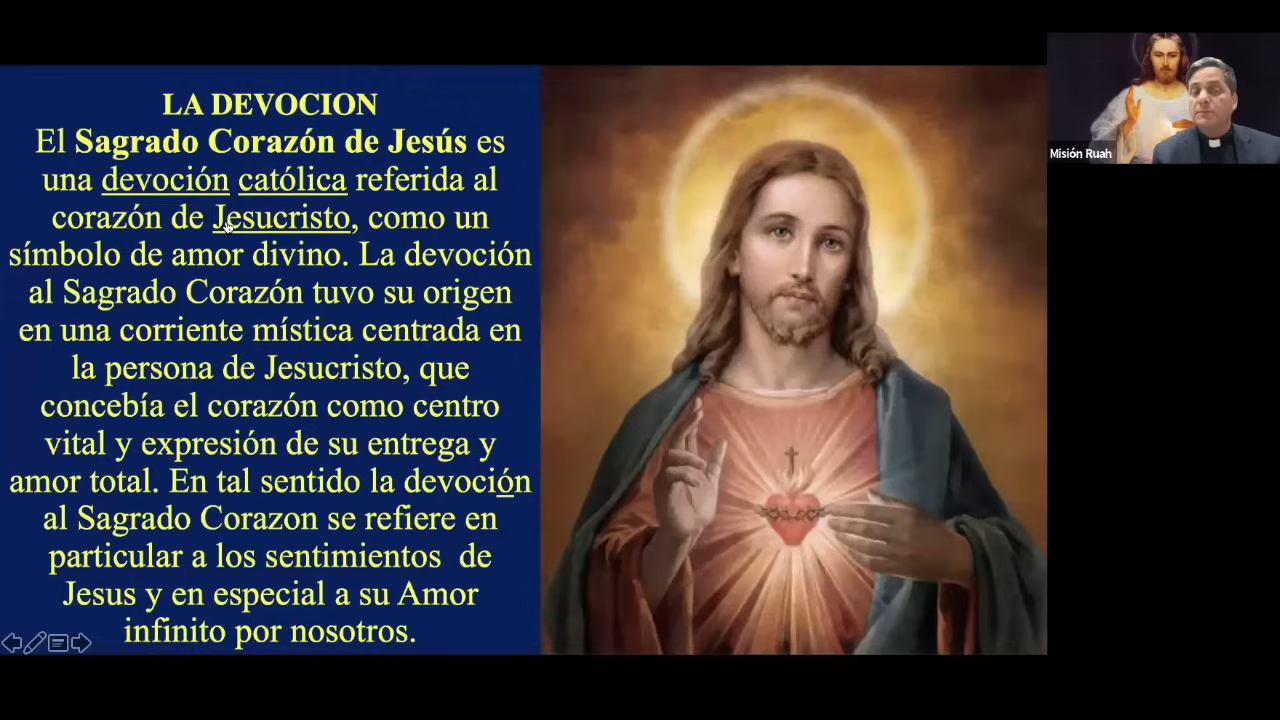 LA DEVOCION
El Sagrado Corazón de Jesús es
una devoción católica referida al
corazón de Jesucristo, como un
símbolo de amor divino. La devoción
al Sagrado Corazón tuvo su origen
en una corriente mística centrada en
la persona de Jesucristo, que
concebía el corazón como centro
vital y expresión de su entrega y
amor total. En tal sentido la devoción
al Sagrado Corazon se refiere en
particular a los sentimientos  de
Jesus y en especial a su Amor
infinito por nosotros.
Misión Ruah